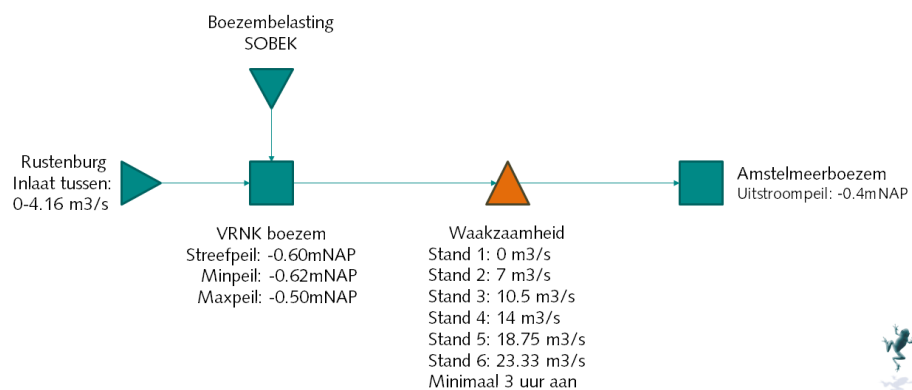 Boezembelasting
SOBEK
Rustenburg
Inlaat tussen:
0-4.16 m3/s
VRNK boezem
Streefpeil: -0.60mNAP
Minpeil: -0.62mNAP
Maxpeil: -0.50mNAP
Waakzaamheid
Stand 1: 0 m3/s
Stand 2: 7 m3/s
Stand 3: 10.5 m3/s
Stand 4: 14 m3/s
Stand 5: 18.75 m3/s
Stand 6: 23.33 m3/s
Minimaal 3 uur aan
Amstelmeerboezem
Uitstroompeil: -0.4mNAP